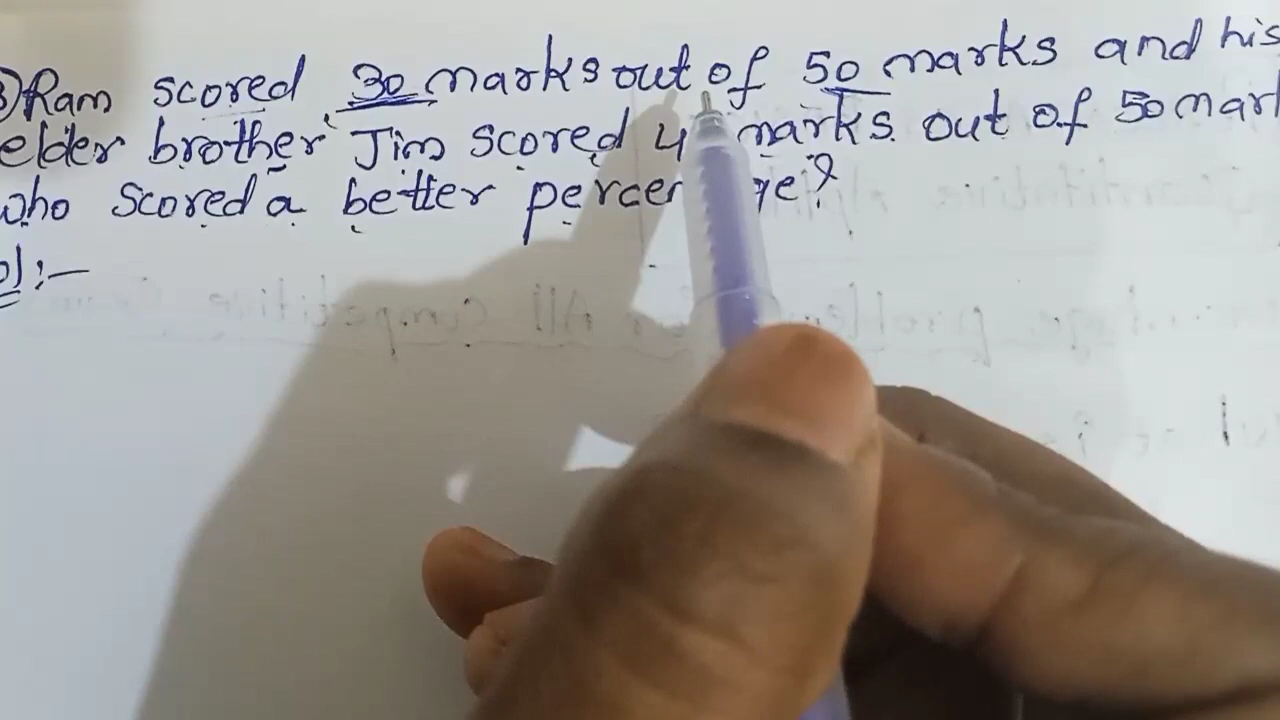 Ram scored 30 marks out of 50 marks and his
elder brother Jim scored 4 marks out of 50
who scored a better
:-